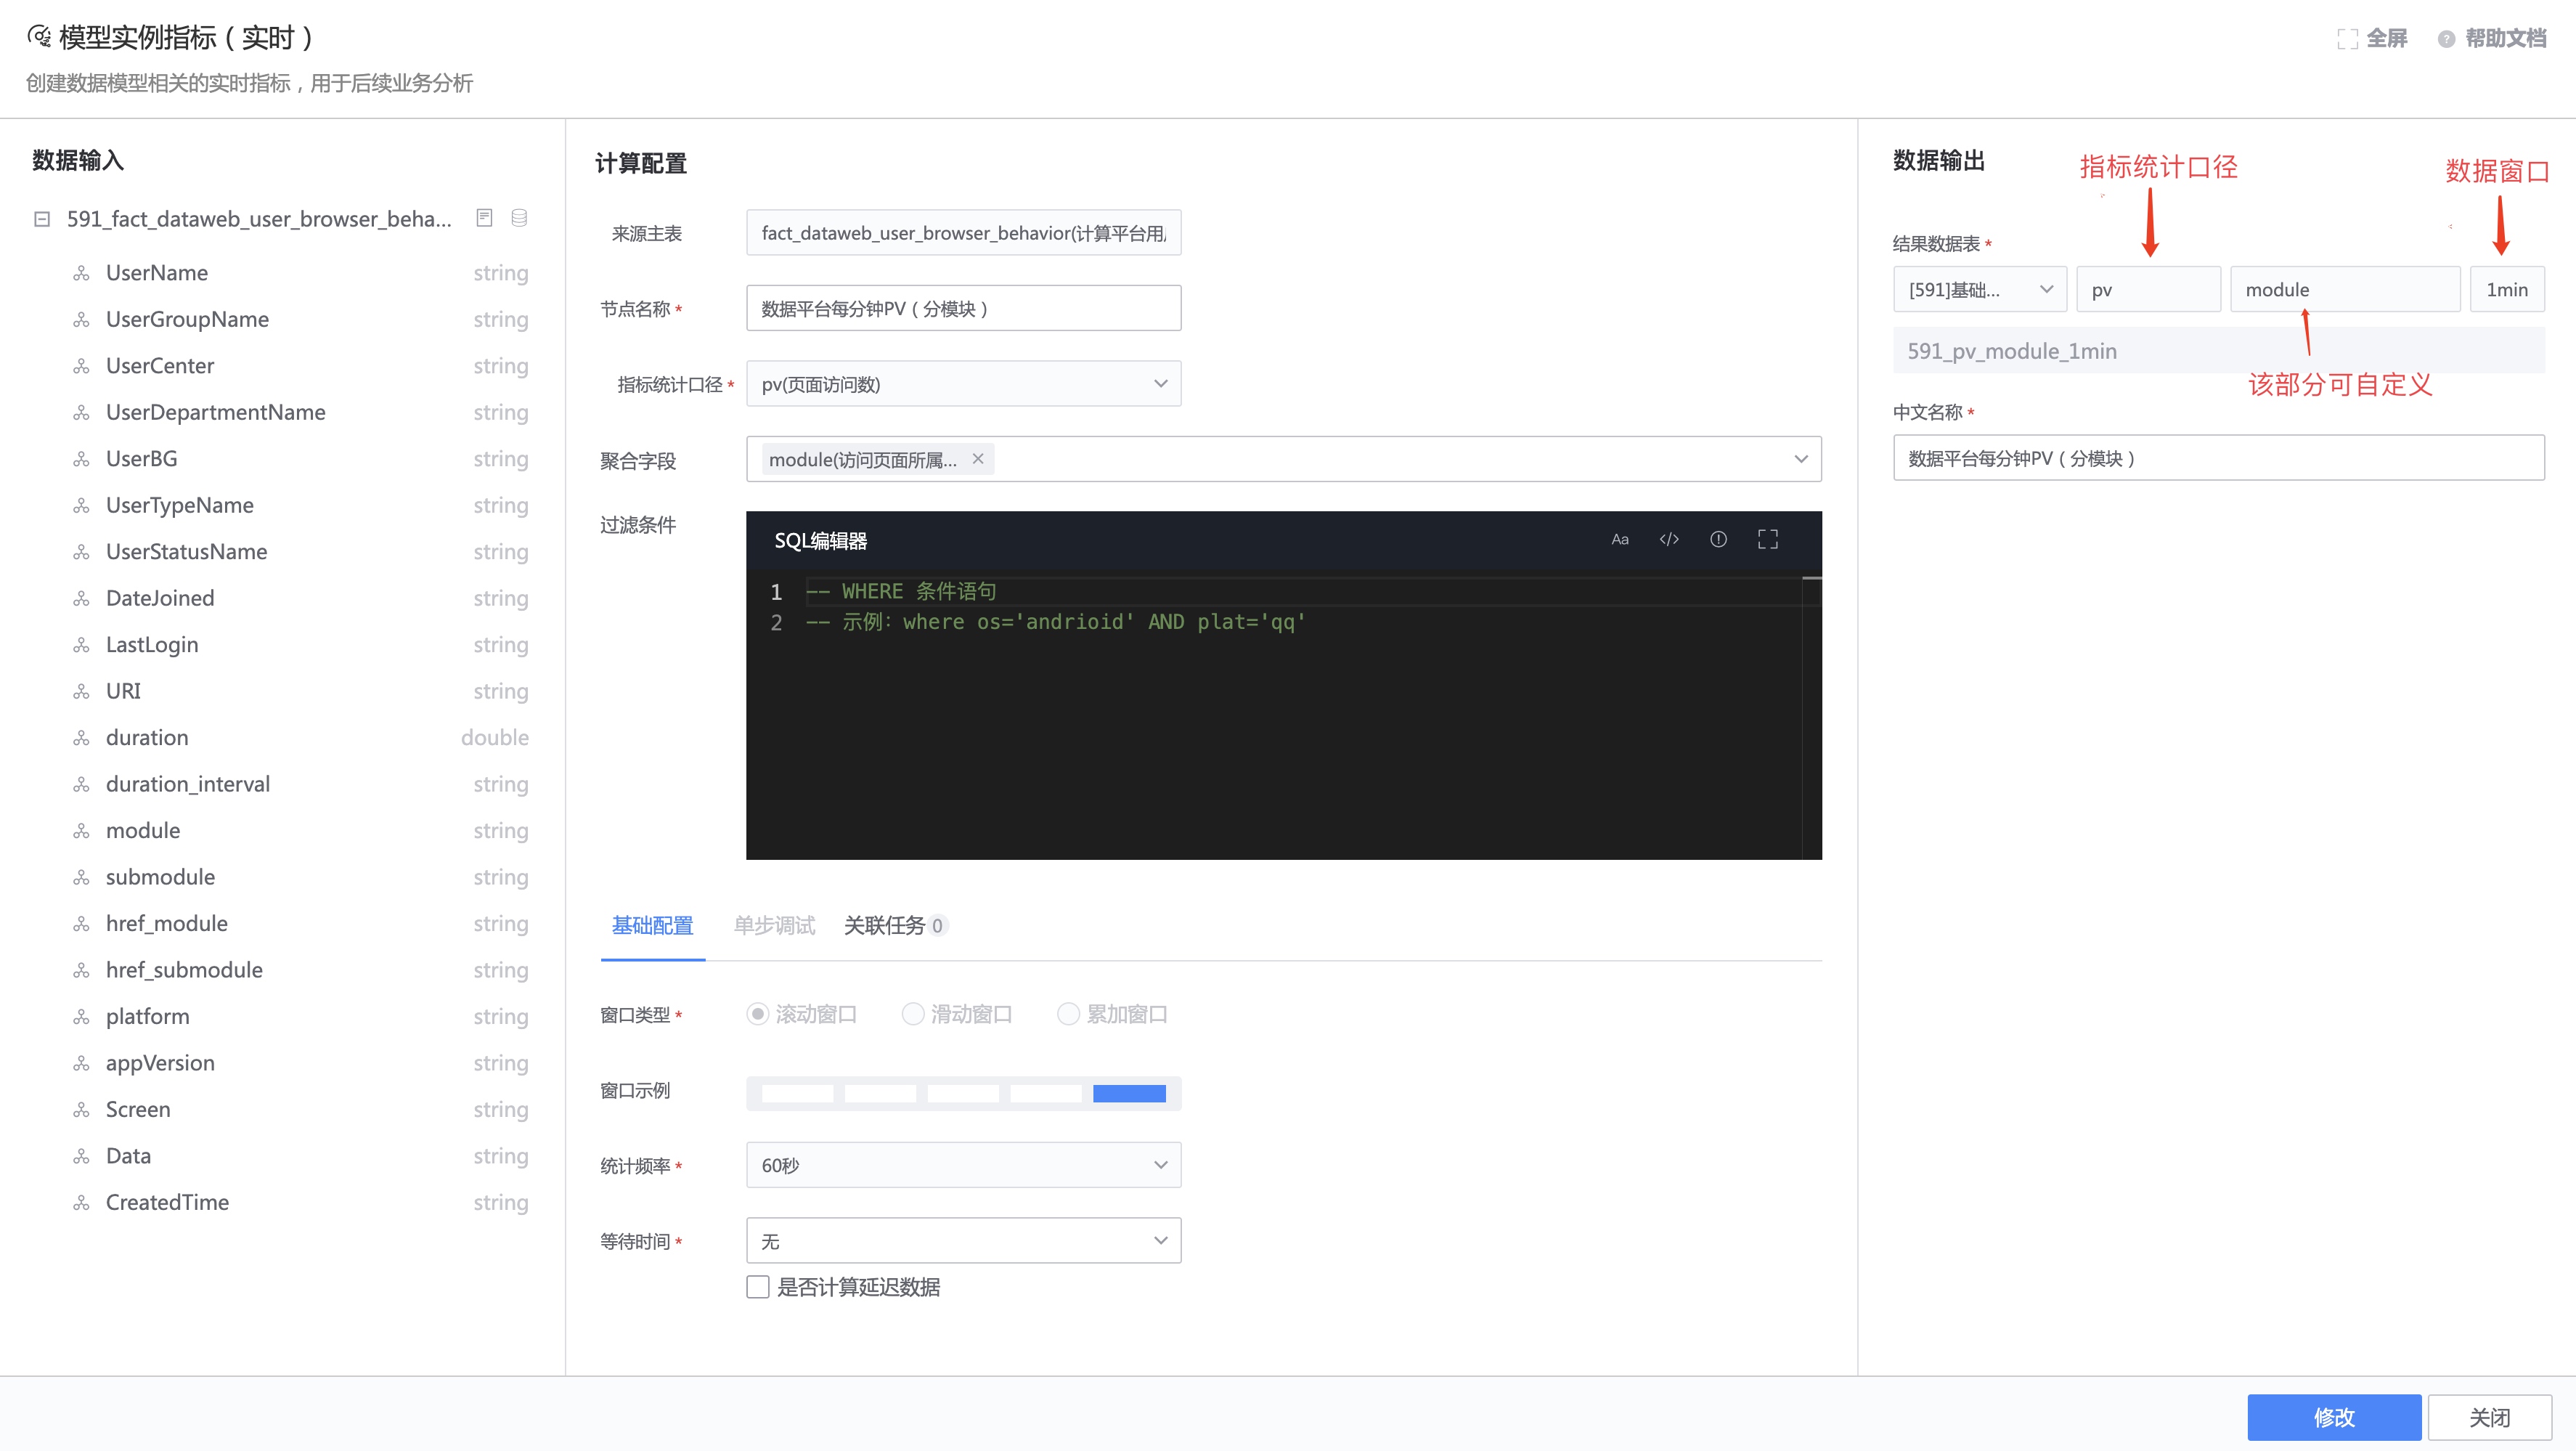 模型实例指标（实时）
全屏
帮助文档
创建数据模型相关的实时指标，用于后续业务分析
数据输入
591_fact_dataweb_user_browser_beha...
UserName string
UserGroupName string
UserCenter string
UserDepartmentName string
UserBG string
UserTypeName string
UserStatusName string
DateJoined string
LastLogin string
URI string
duration double
duration_interval string
module string
submodule string
href_module string
href_submodule string
platform string
appVersion string
Screen string
Data string
CreatedTime string
计算配置
来源主表 fact_dataweb_user_browser_behavior(计算平台用
节点名称* 数据平台每分钟PV（分模块）
指标统计口径* pv(页面访问数)
聚合字段 module(访问页面所属... ×
过滤条件
SQL编辑器 Aa </>
1 -- WHERE 条件语句
2 -- 示例：where os='andrioid' AND plat='qq'
基础配置 单步调试 关联任务 0
窗口类型* 滚动窗口 滑动窗口 累加窗口
窗口示例
统计频率* 60秒
等待时间* 无
是否计算延迟数据
数据输出
指标统计口径
数据窗口
结果数据表*
[591]基础... pv module 1min
591_pv_module_1min
该部分可自定义
中文名称*
数据平台每分钟PV（分模块）
修改 关闭